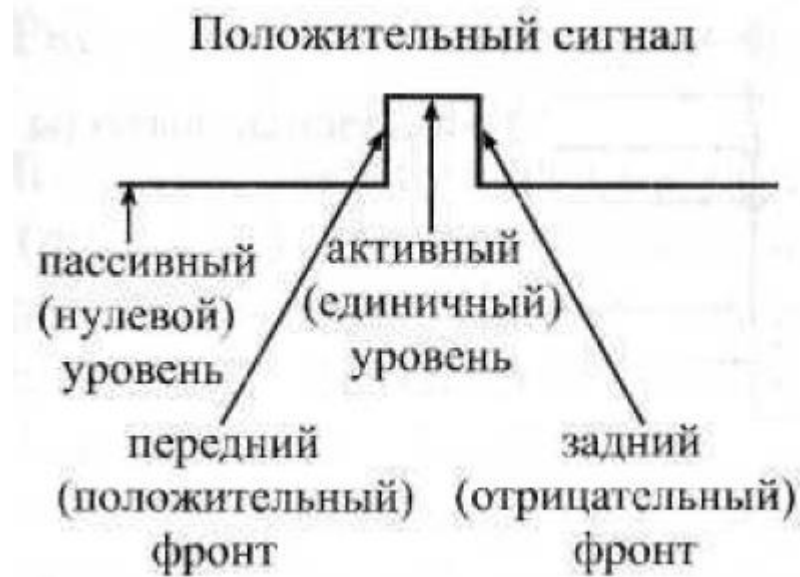 Положительный сигнал
пассивный
(нулевой)
уровень
активный
(единичный)
уровень
передний
(положительный)
фронт
задний
(отрицательный)
фронт